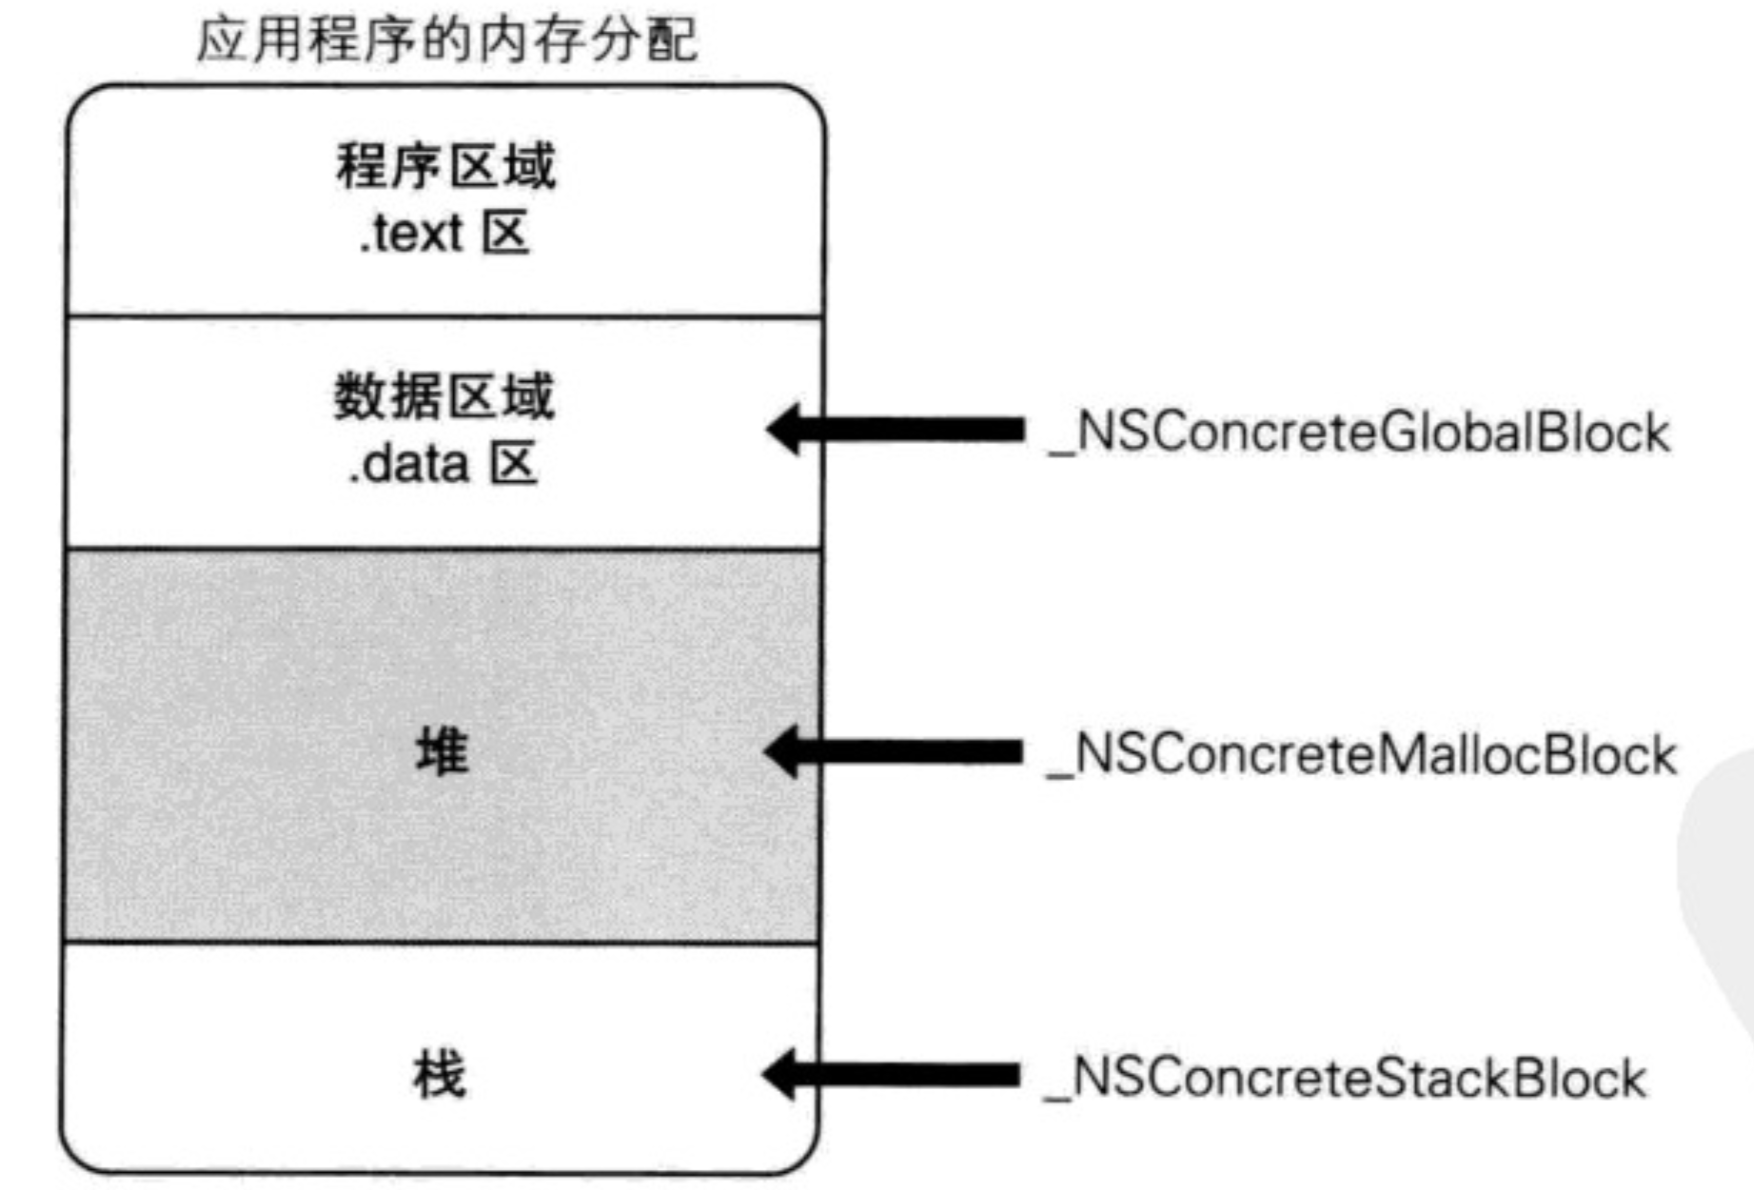 应用程序的内存分配
程序区域
.text 区
数据区域
.data 区
_NSConcreteGlobalBlock
堆
_NSConcreteMallocBlock
栈
_NSConcreteStackBlock